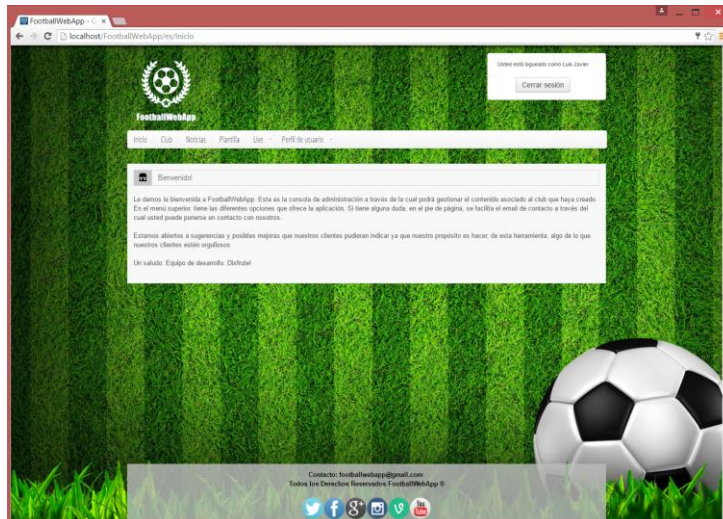 FootballWebApp - C
localhost/FootballWebApp/es/Inicio
Usted está logueado como Luis Javier
Cerrar sesión
FootballWebApp
Inicio Club Noticias Plantilla Live Perfil de usuario
Bienvenido!
Le damos la bienvenida a FootballWebApp. Esta es la consola de administración a través de la cual podrá gestionar el contenido asociado al club que haya creado.
En el menú superior, tiene las diferentes opciones que ofrece la aplicación. Si tiene alguna duda, en el pie de página, se facilita el email de contacto a través del
cual usted puede ponerse en contacto con nosotros.
Estamos abiertos a sugerencias y posibles mejoras que nuestros clientes pudieran indicar ya que nuestro propósito es hacer, de esta herramienta, algo de lo que
nuestros clientes estén orgullosos.
Un saludo. Equipo de desarrollo. Disfrute!
Contacto: footballwebapp@gmail.com
Todos los Derechos Reservados FootballWebApp ®
You Tube